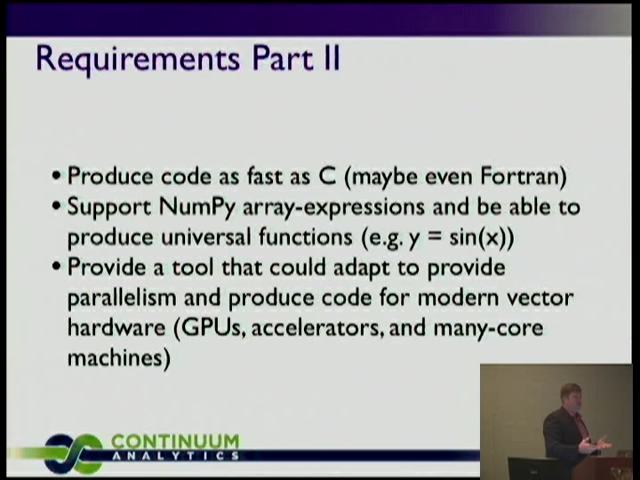 Requirements Part II
• Produce code as fast as C (maybe even Fortran)
• Support NumPy array-expressions and be able to
produce universal functions (e.g. y = sin(x))
• Provide a tool that could adapt to provide
parallelism and produce code for modern vector
hardware (GPUs, accelerators, and many-core
machines)
CONTINUUM
ANALYTICS